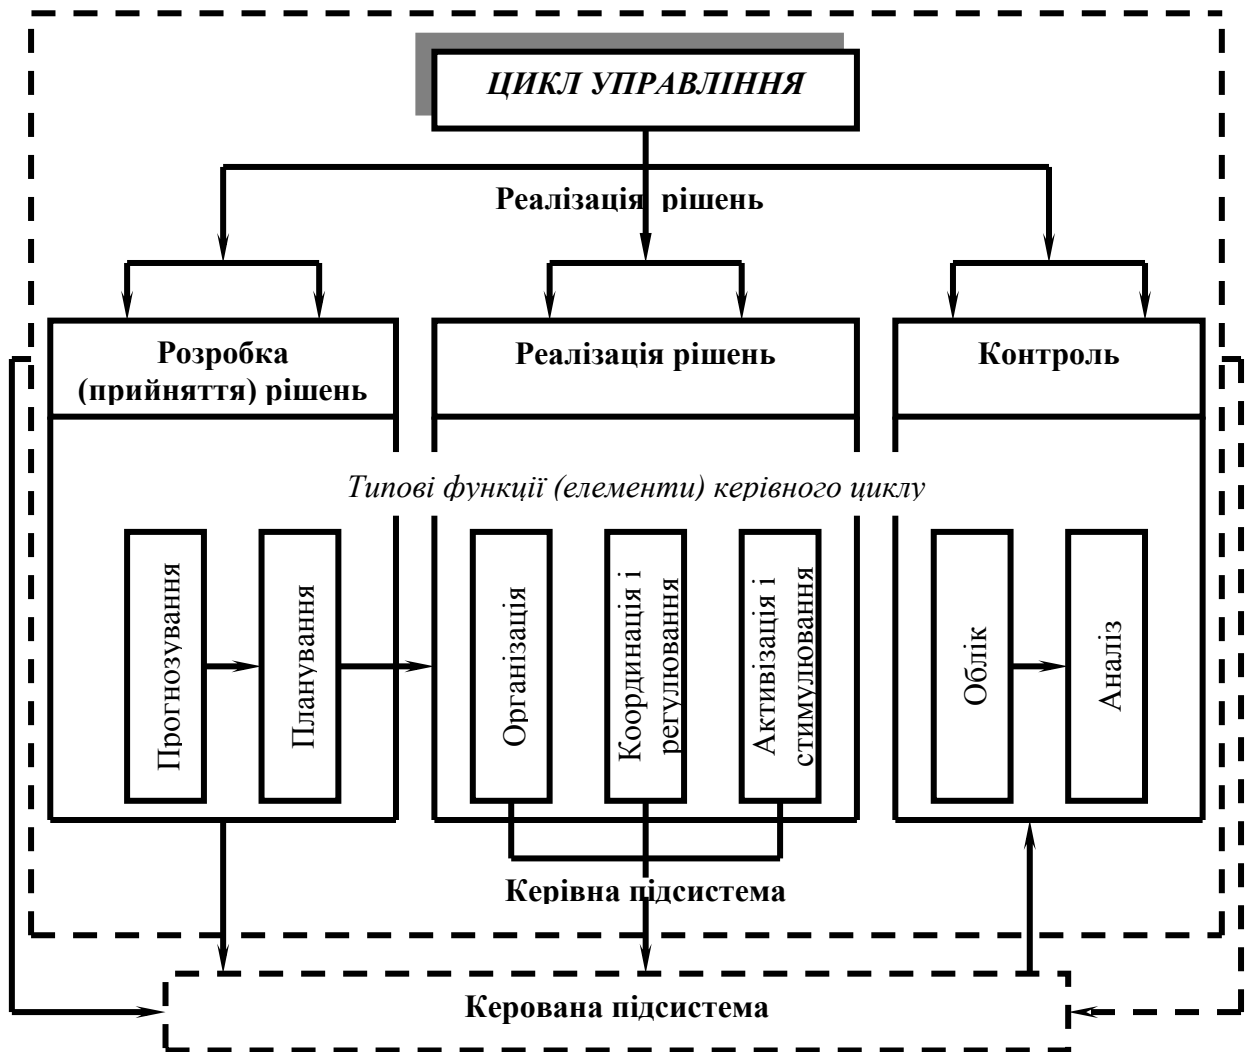 ЦИКЛ УПРАВЛІННЯ
Реалізація рішень
Розробка
(прийняття) рішень
Реалізація рішень
Контроль
Типові функції (елементи) керівного циклу
Прогнозування
Планування
Організація
Координація і
регулювання
Активізація і
стимулювання
Облік
Аналіз
Керівна підсистема
Керована підсистема